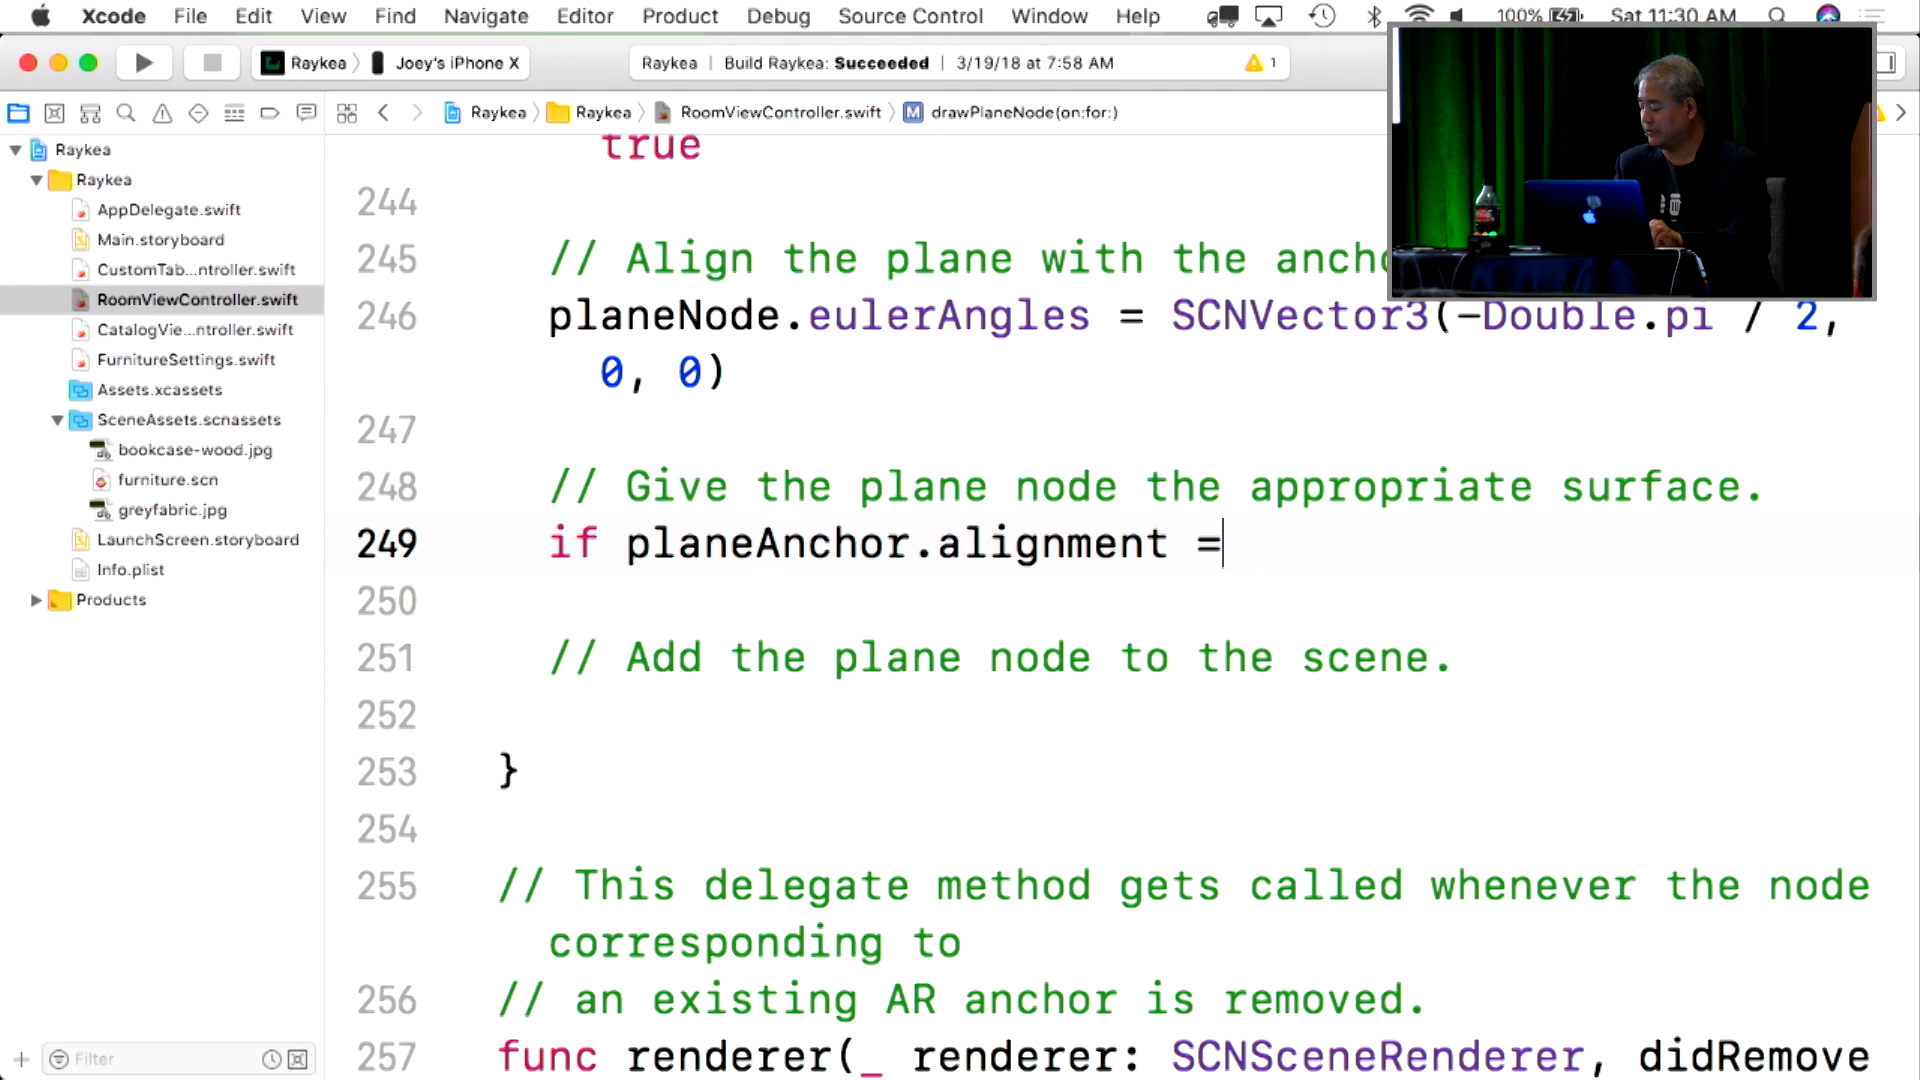 Xcode File Edit View Find Navigate Editor Product Debug Source Control Window Help 100% Sat 11:30 AM
Raykea Joey's iPhone X Raykea | Build Raykea: Succeeded | 3/19/18 at 7:58 AM 1
Raykea Raykea RoomViewController.swift M drawPlaneNode(on:for:)
Raykea
Raykea
AppDelegate.swift
Main.storyboard
CustomTab...ntroller.swift
RoomViewController.swift
CatalogVie...ntroller.swift
FurnitureSettings.swift
Assets.xcassets
SceneAssets.scnassets
bookcase-wood.jpg
furniture.scn
greyfabric.jpg
LaunchScreen.storyboard
Info.plist
Products
Filter
true
244
245 // Align the plane with the ancho
246 planeNode.eulerAngles = SCNVector3(-Double.pi / 2,
0, 0)
247
248 // Give the plane node the appropriate surface.
249 if planeAnchor.alignment =
250
251 // Add the plane node to the scene.
252
253 }
254
255 // This delegate method gets called whenever the node
corresponding to
256 // an existing AR anchor is removed.
257 func renderer(_ renderer: SCNSceneRenderer, didRemove